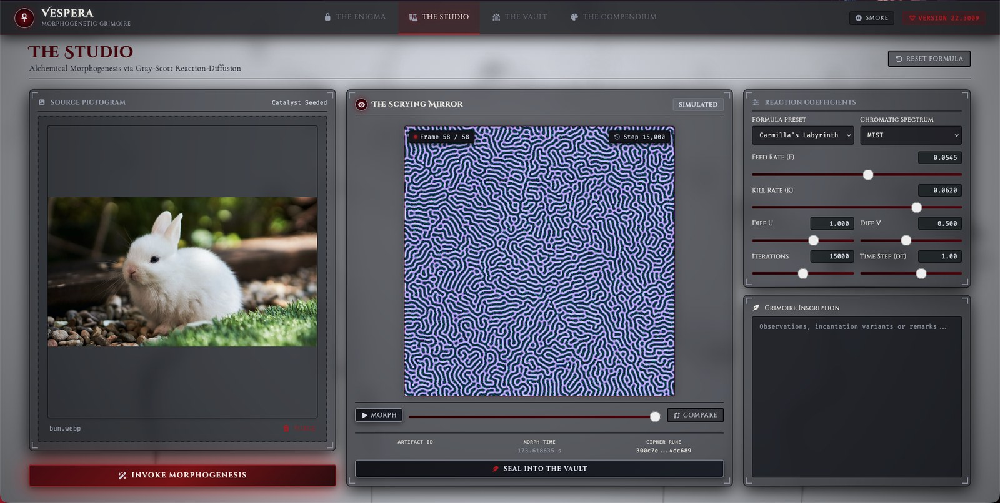 VESPERA
MORPHOGENETIC GRIMOIRE
THE ENIGMA
THE STUDIO
THE VAULT
THE COMPENDIUM
SMOKE
VERSION 22.3009
THE STUDIO
Alchemical Morphogenesis via Gray-Scott Reaction-Diffusion
RESET FORMULA
SOURCE PICTOGRAM
Catalyst Seeded
bun.webp
INVOKE MORPHOGENESIS
THE SCRYING MIRROR
SIMULATED
Frame 58 / 58
Step 15,000
MORPH
COMPARE
ARTIFACT ID
MORPH TIME
173.618635 s
CIPHER RUNE
300c7e...4dc689
SEAL INTO THE VAULT
REACTION COEFFICIENTS
FORMULA PRESET
CHROMATIC SPECTRUM
Carmilla's Labyrinth
MIST
FEED RATE (F)
0.0545
KILL RATE (K)
0.0620
DIFF U
1.000
DIFF V
0.500
ITERATIONS
15000
TIME STEP (DT)
1.00
GRIMOIRE INSCRIPTION
Observations, incantation variants or remarks...